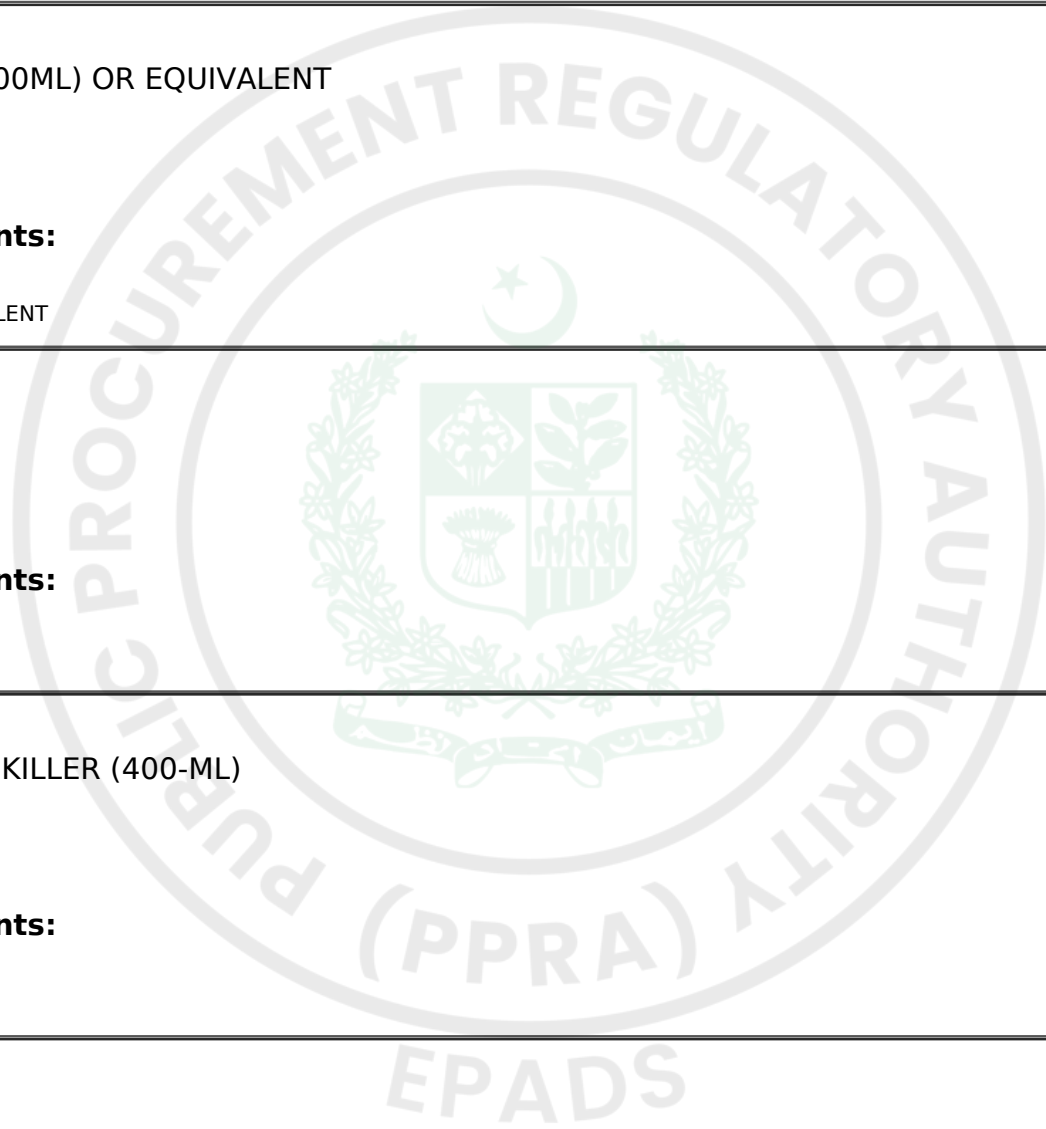 00ML) OR EQUIVALENT
nts:
LENT
nts:
KILLER (400-ML)
nts:
PUBLIC PROCUREMENT REGULATORY AUTHORITY
(PPRA)
EPADS